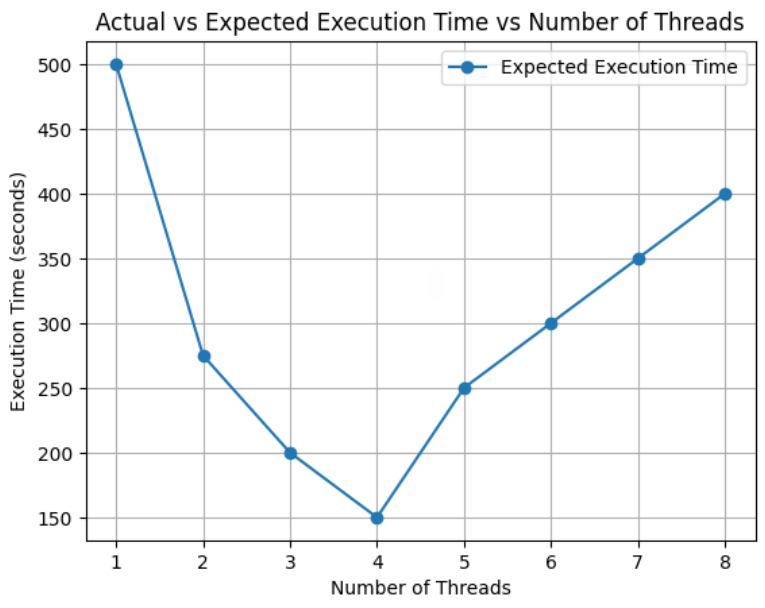 Actual vs Expected Execution Time vs Number of Threads
Expected Execution Time
Execution Time (seconds)
500
450
400
350
300
250
200
150
1 2 3 4 5 6 7 8
Number of Threads